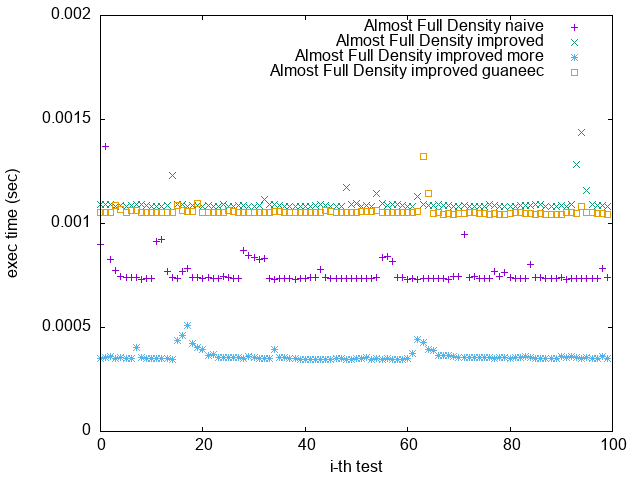 0.002
Almost Full Density naive
Almost Full Density improved
Almost Full Density improved more
Almost Full Density improved guaneec
0.0015
0.001
0.0005
0
exec time (sec)
0 20 40 60 80 100
i-th test